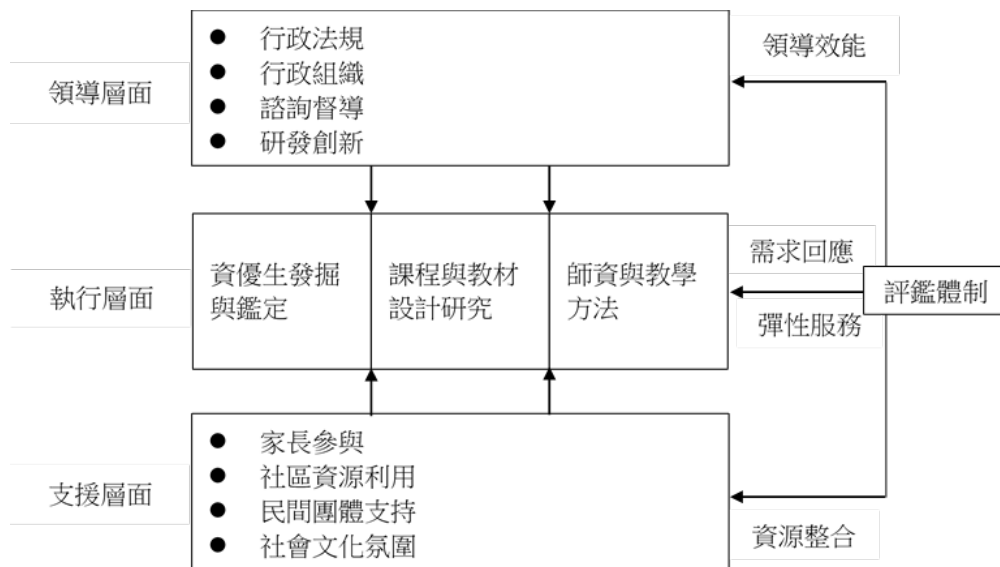 領導層面
行政法規
行政組織
諮詢督導
研發創新
領導效能
執行層面
資優生發掘
與鑑定
課程與教材
設計研究
師資與教學
方法
需求回應
彈性服務
評鑑體制
支援層面
家長參與
社區資源利用
民間團體支持
社會文化氛圍
資源整合